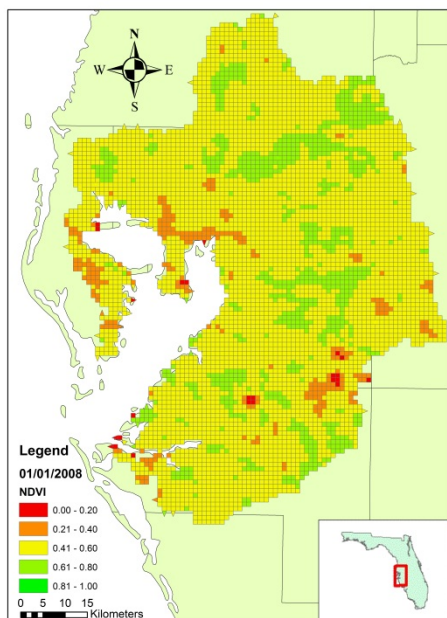 N
W E
S
Legend
01/01/2008
NDVI
0.00 - 0.20
0.21 - 0.40
0.41 - 0.60
0.61 - 0.80
0.81 - 1.00
0 5 10 15
Kilometers